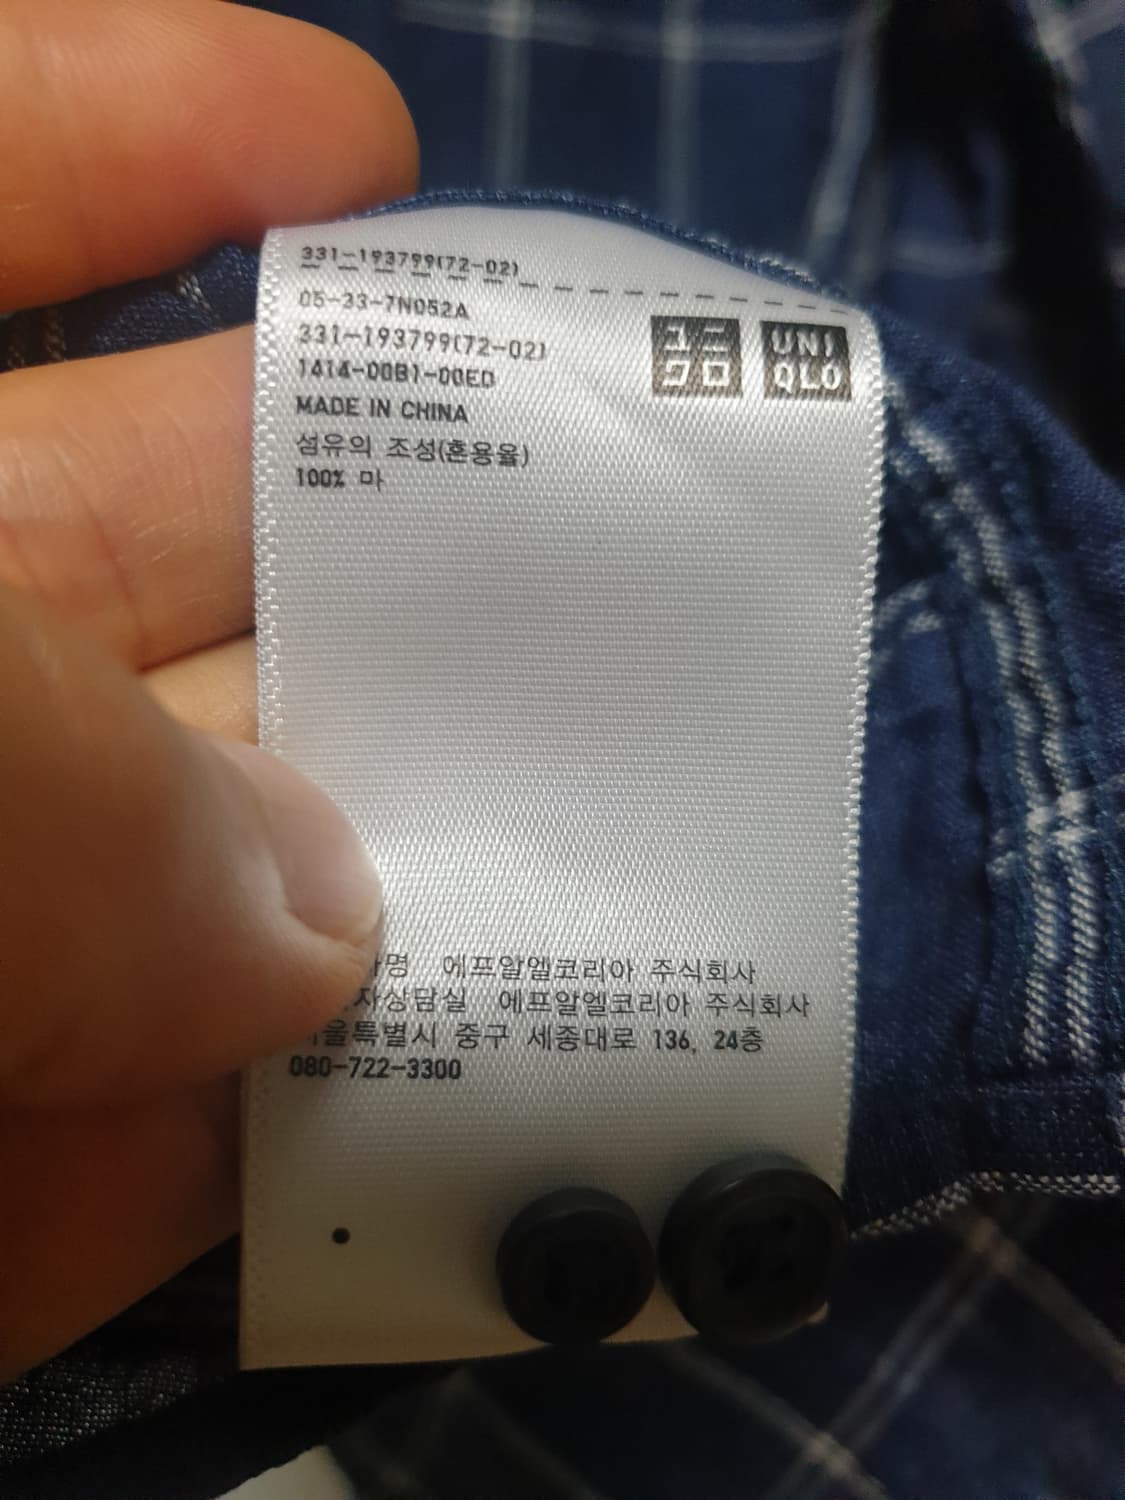 331-193799(72-02)
05-33-7N052A
331-193799(72-02)
1414-00B1-00ED
MADE IN CHINA
섬유의 조성(혼용율)
100% 마
ユニ
クロ
UNI
QLO
에프알엘코리아 주식회사
에프알엘코리아 주식회사
중구 세종대로 136, 24층
080-722-3300